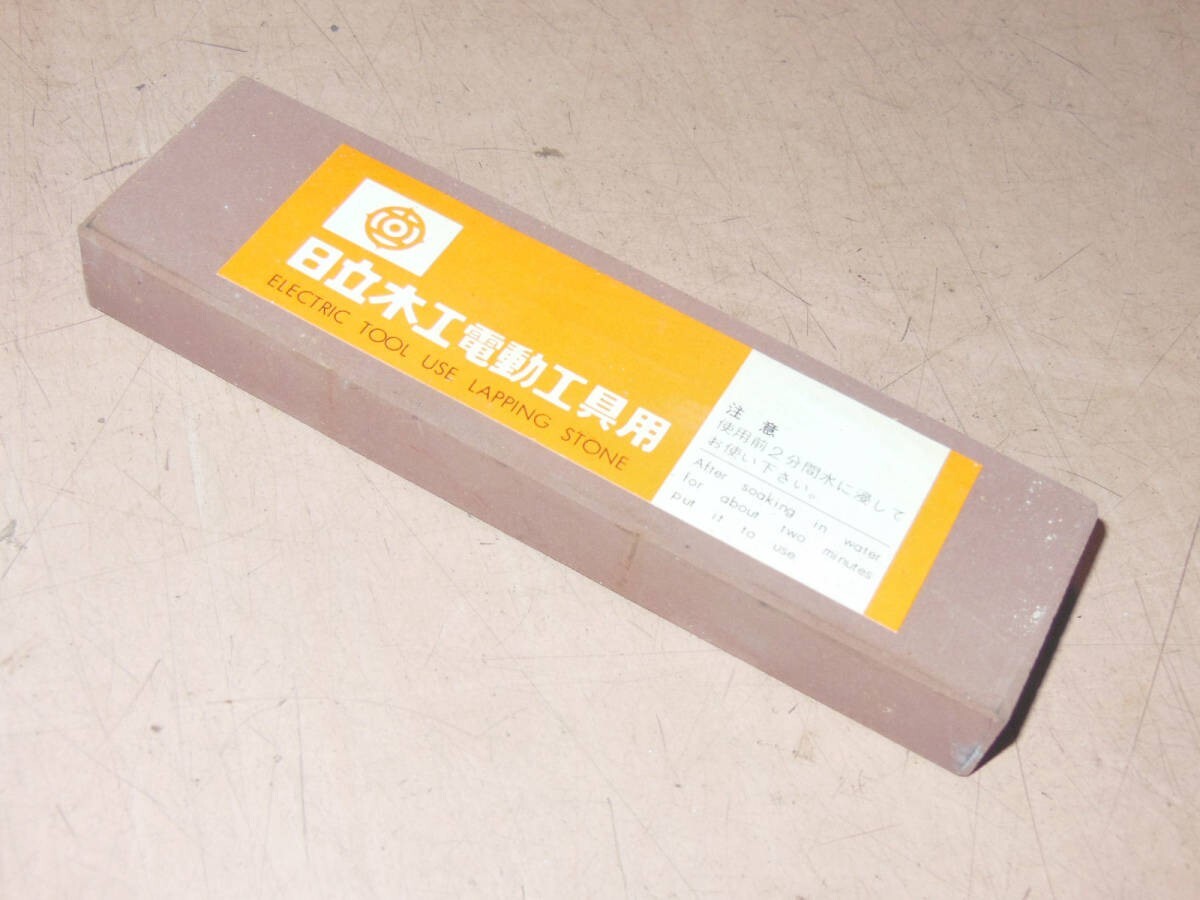 日立木工電動工具用
ELECTRIC TOOL USE LAPPING STONE
注意
使用前2分間水に浸して
お使い下さい。
After soaking in water
for about two minutes
put it to use